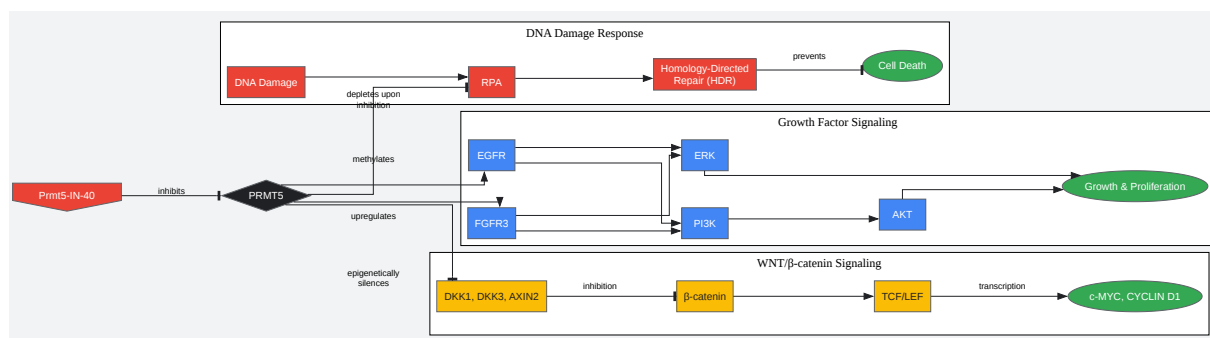 DNA Damage Response
prevents
Cell Death
DNA Damage
RPA
Homology-Directed
Repair (HDR)
depletes upon
inhibition
Growth Factor Signaling
methylates
EGFR
ERK
Prmt5-IN-40
inhibits
PRMT5
Growth & Proliferation
upregulates
FGFR3
PI3K
AKT
WNT/β-catenin Signaling
epigenetically
silences
DKK1, DKK3, AXIN2
inhibition
β-catenin
TCF/LEF
transcription
c-MYC, CYCLIN D1